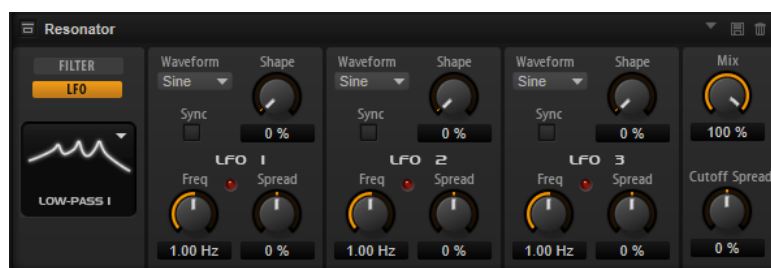 Resonator
FILTER
LFO
LOW-PASS I
Waveform Shape
Sine
Sync
0 %
LFO 1
Freq Spread
1.00 Hz 0 %
Waveform Shape
Sine
Sync
0 %
LFO 2
Freq Spread
1.00 Hz 0 %
Waveform Shape
Sine
Sync
0 %
LFO 3
Freq Spread
1.00 Hz 0 %
Mix
100 %
Cutoff Spread
0 %